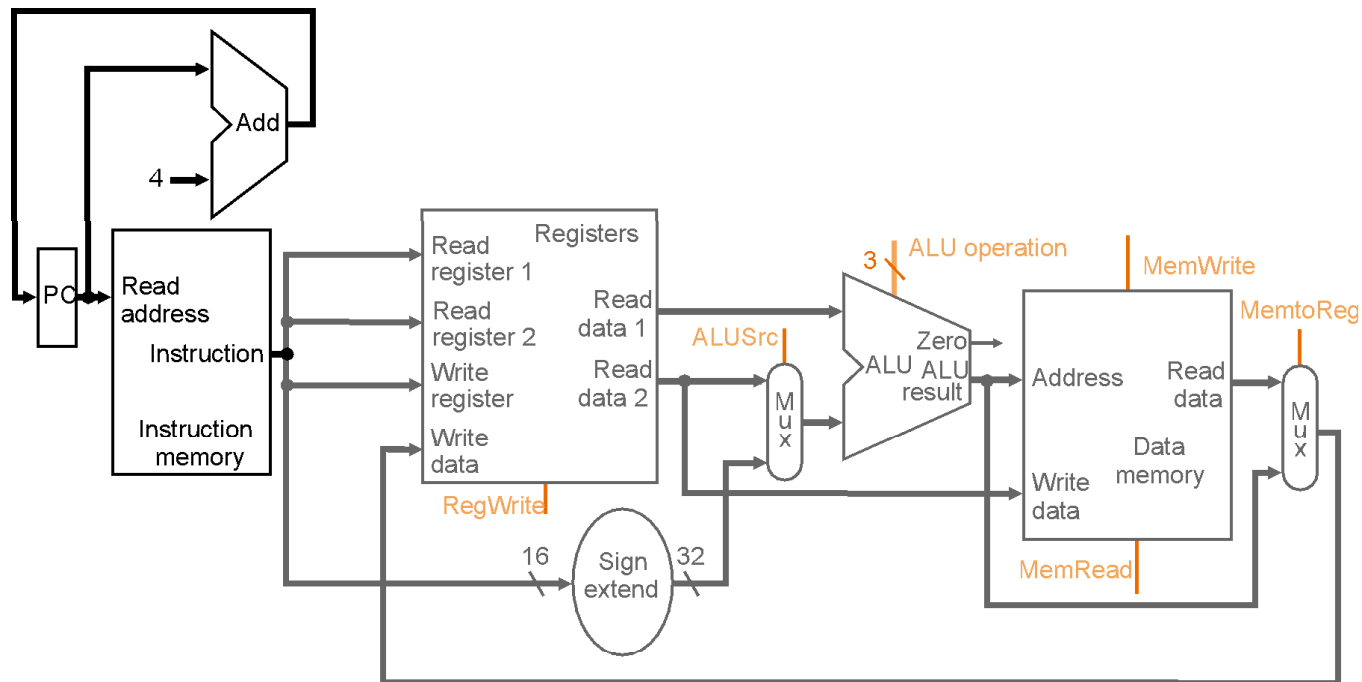 Add
4
PC
Read
address
Instruction
Instruction
memory
Read
register 1
Registers
Read
register 2
Write
register
Write
data
Read
data 1
Read
data 2
RegWrite
16
Sign
extend
32
ALUSrc
M
u
x
3
ALU operation
Zero
ALU
ALU
result
MemWrite
Address
Read
data
Data
memory
Write
data
MemRead
MemtoReg
M
u
x